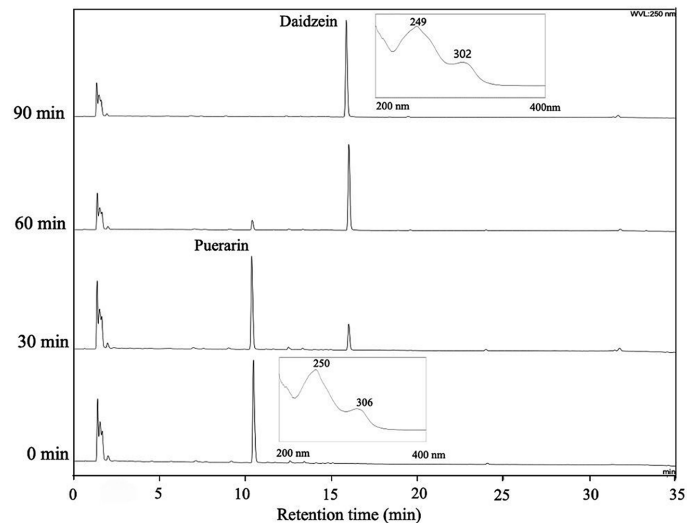 WVL:250 nm
Daidzein
249
302
200 nm
400nm
90 min
60 min
Puerarin
30 min
250
306
200 nm
400 nm
0 min
min
0 5 10 15 20 25 30 35
Retention time (min)